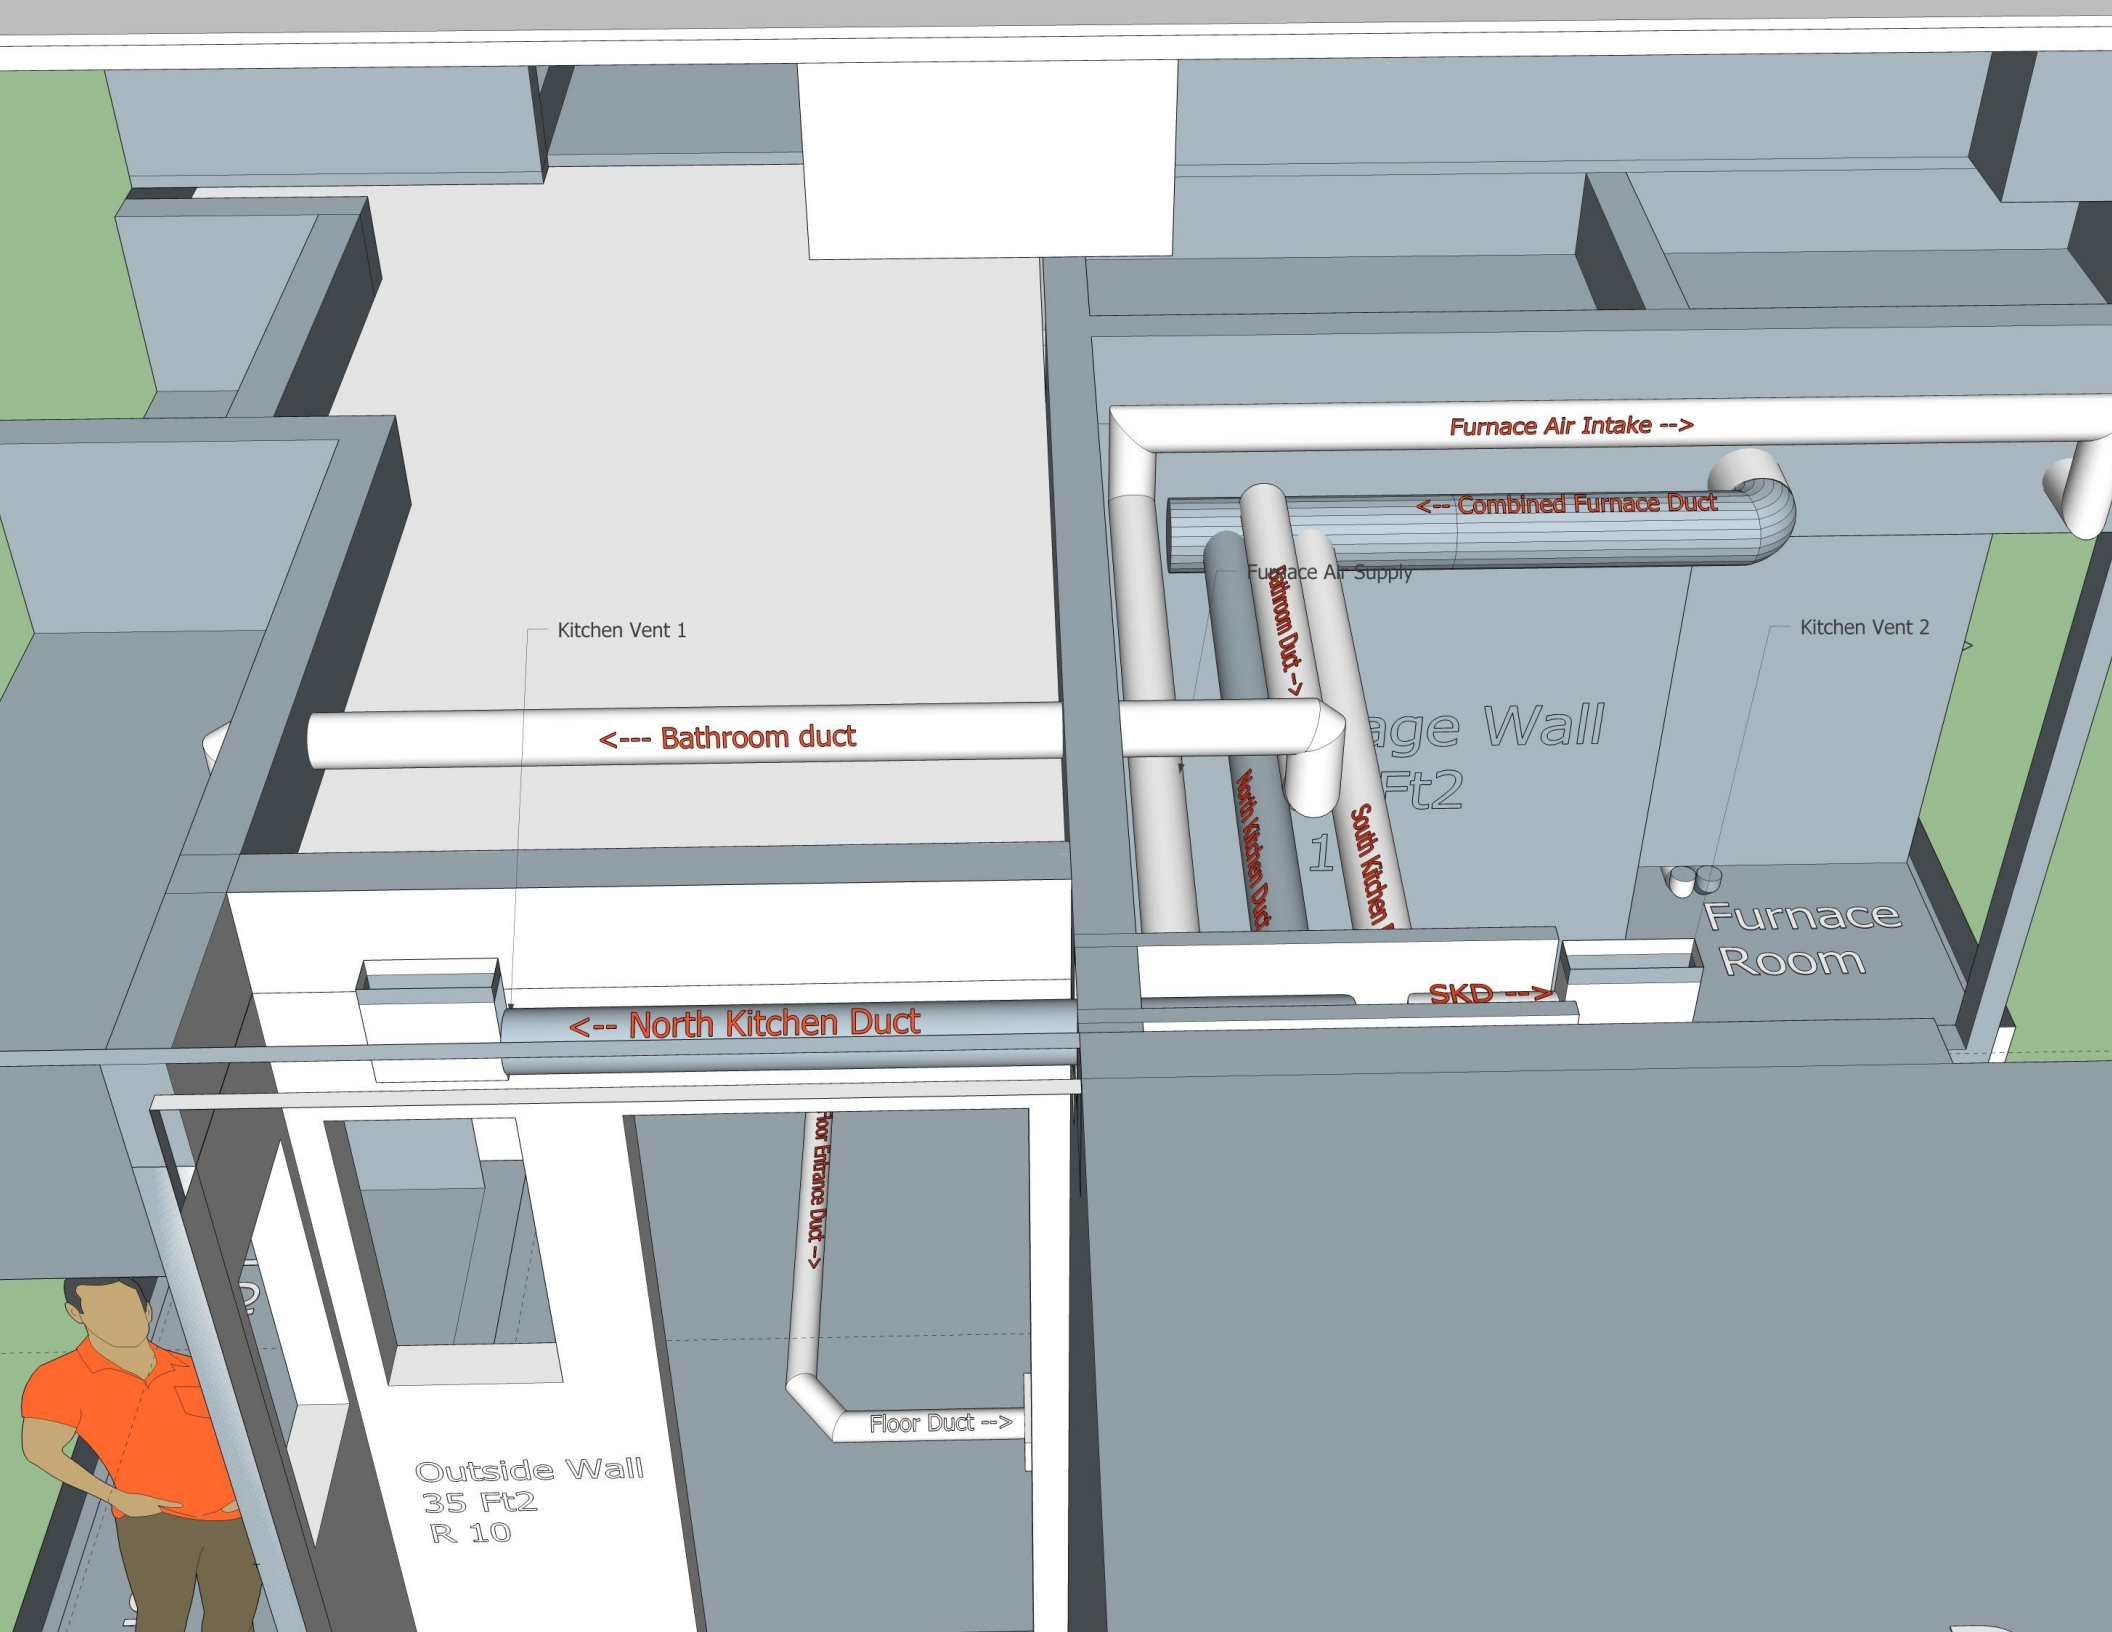 Furnace Air Intake -->
<-- Combined Furnace Duct
Furnace Air Supply
Bathroom Duct -->
Kitchen Vent 1
Kitchen Vent 2
<--- Bathroom duct
age Wall
Ft2
1
North Kitchen Duct
South Kitchen
Furnace
Room
SKD -->
<-- North Kitchen Duct
Floor Entrance Duct -->
Floor Duct -->
Outside Wall
35 Ft2
R 10